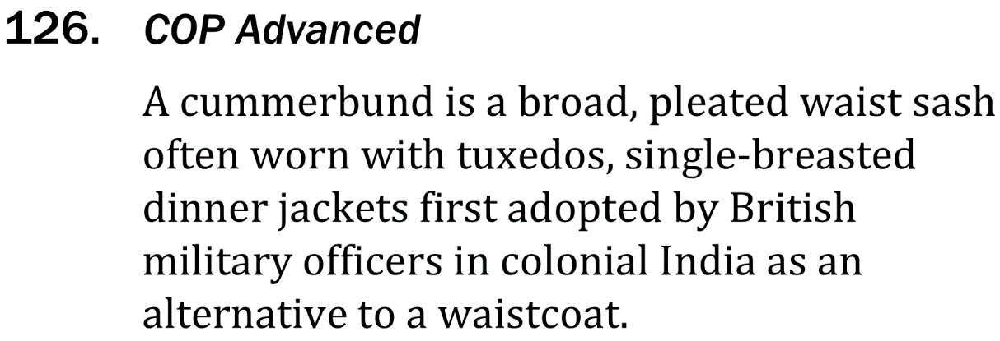 126. COP Advanced
A cummerbund is a broad, pleated waist sash
often worn with tuxedos, single-breasted
dinner jackets first adopted by British
military officers in colonial India as an
alternative to a waistcoat.